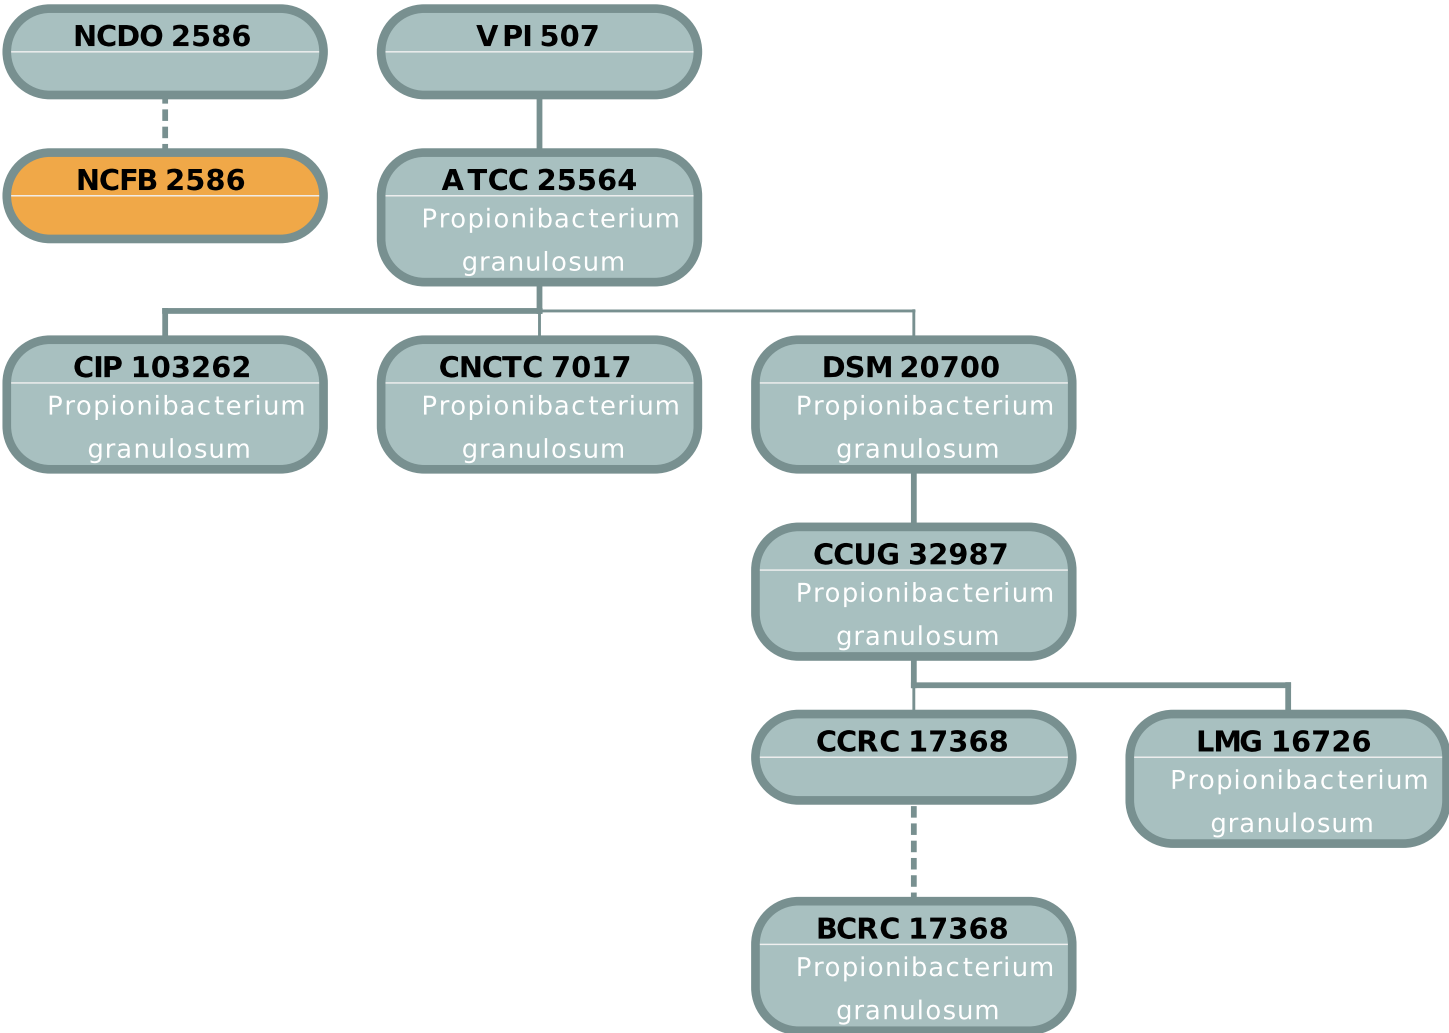 NCDO 2586
VPI 507
NCFB 2586
ATCC 25564
Propionibacterium
granulosum
CIP 103262
Propionibacterium
granulosum
CNCTC 7017
Propionibacterium
granulosum
DSM 20700
Propionibacterium
granulosum
CCUG 32987
Propionibacterium
granulosum
CCRC 17368
LMG 16726
Propionibacterium
granulosum
BCRC 17368
Propionibacterium
granulosum